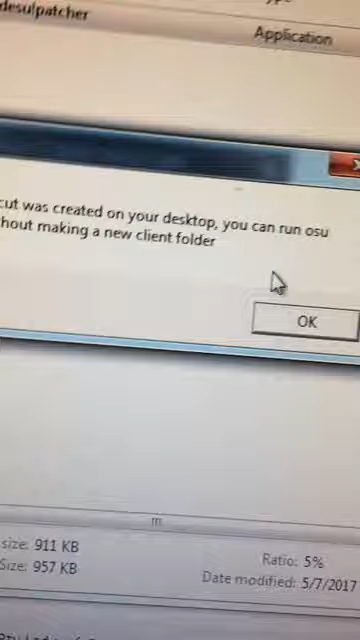 desulpatcher
Application
cut was created on your desktop, you can run osu
hout making a new client folder
OK
size: 911 KB
Ratio: 5%
Size: 957 KB
Date modified: 5/7/2017